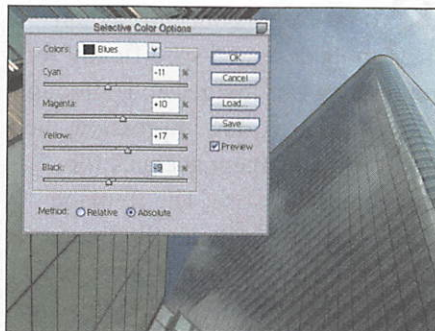 Selective Color Options
Colors: Blues
Cyan: -11 %
Magenta: +10 %
Yellow: +17 %
Black: -9 %
Method: Relative Absolute
OK
Cancel
Load...
Save...
Preview